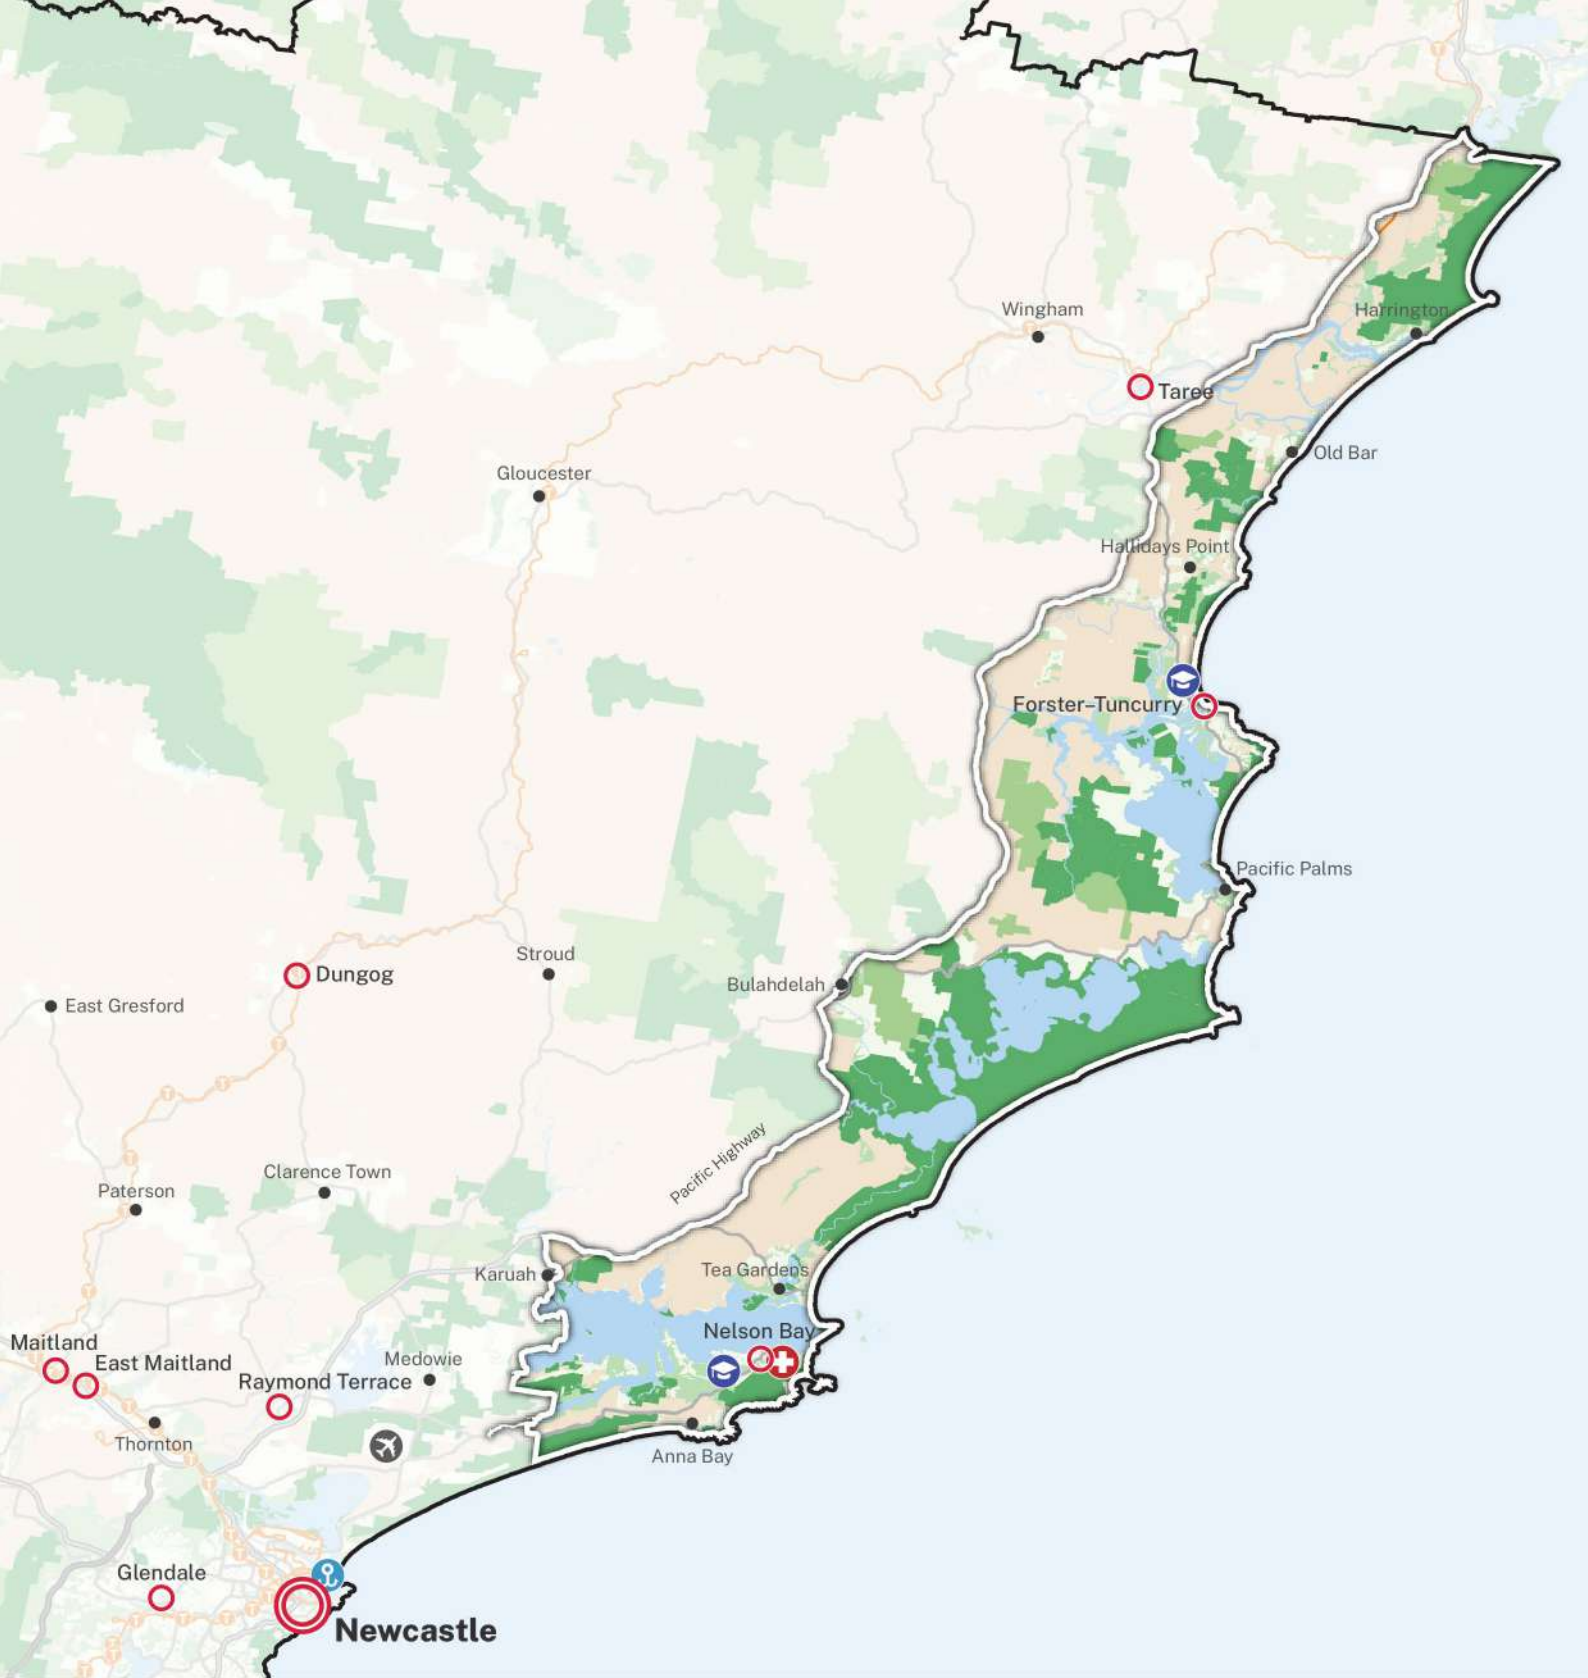 Wingham
Harrington
Taree
Old Bar
Gloucester
Hallidays Point
Forster–Tuncurry
Pacific Palms
Stroud
Dungog
Bulahdelah
East Gresford
Pacific Highway
Clarence Town
Paterson
Tea Gardens
Karuah
Nelson Bay
Maitland
East Maitland
Medowie
Raymond Terrace
Thornton
Anna Bay
Glendale
Newcastle